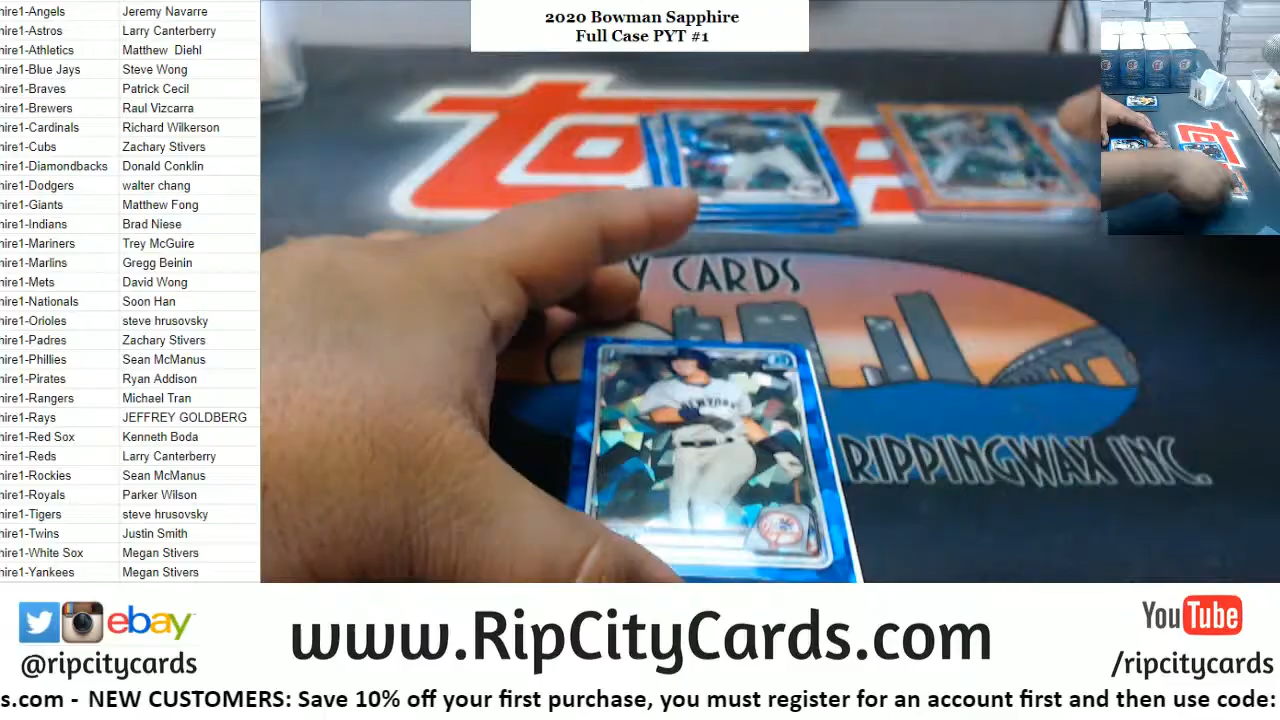 2020 Bowman Sapphire
Full Case PYT #1
hire1-Angels Jeremy Navarre
hire1-Astros Larry Canterberry
hire1-Athletics Matthew Diehl
hire1-Blue Jays Steve Wong
hire1-Braves Patrick Cecil
hire1-Brewers Raul Vizcarra
hire1-Cardinals Richard Wilkerson
hire1-Cubs Zachary Stivers
hire1-Diamondbacks Donald Conklin
hire1-Dodgers walter chang
hire1-Giants Matthew Fong
hire1-Indians Brad Niese
hire1-Mariners Trey McGuire
hire1-Marlins Gregg Beinin
hire1-Mets David Wong
hire1-Nationals Soon Han
hire1-Orioles steve hrusovsky
hire1-Padres Zachary Stivers
hire1-Phillies Sean McManus
hire1-Pirates Ryan Addison
hire1-Rangers Michael Tran
hire1-Rays JEFFREY GOLDBERG
hire1-Red Sox Kenneth Boda
hire1-Reds Larry Canterberry
hire1-Rockies Sean McManus
hire1-Royals Parker Wilson
hire1-Tigers steve hrusovsky
hire1-Twins Justin Smith
hire1-White Sox Megan Stivers
hire1-Yankees Megan Stivers
Y CARDS
RIPPINGWAX INC.
NEW YORK
ebay
@ripcitycards
www.RipCityCards.com
YouTube
/ripcitycards
s.com - NEW CUSTOMERS: Save 10% off your first purchase, you must register for an account first and then use code: